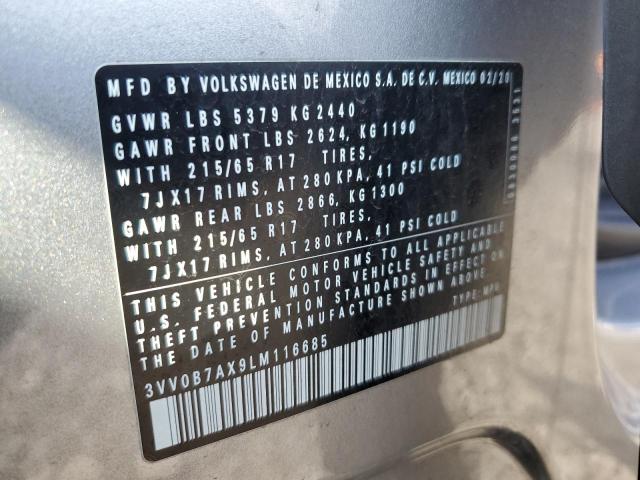 MFD BY VOLKSWAGEN DE MEXICO S.A. DE C.V. MEXICO 02/20
GVWR LBS 5379 KG 2440
GAWR FRONT LBS 2624, KG 1190
WITH 215/65 R17 TIRES,
7JX17 RIMS, AT 280 KPA, 41 PSI COLD
GAWR REAR LBS 2866, KG 1300
WITH 215/65 R17 TIRES,
7JX17 RIMS, AT 280 KPA, 41 PSI COLD
THIS VEHICLE CONFORMS TO ALL APPLICABLE
U.S. FEDERAL MOTOR VEHICLE SAFETY AND
THEFT PREVENTION STANDARDS IN EFFECT ON
THE DATE OF MANUFACTURE SHOWN ABOVE.
TYPE: MPV
3VV0B7AX9LM116685